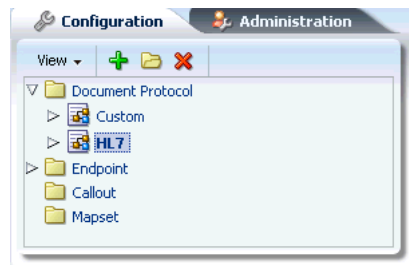 Configuration Administration
View
Document Protocol
Custom
HL7
Endpoint
Callout
Mapset